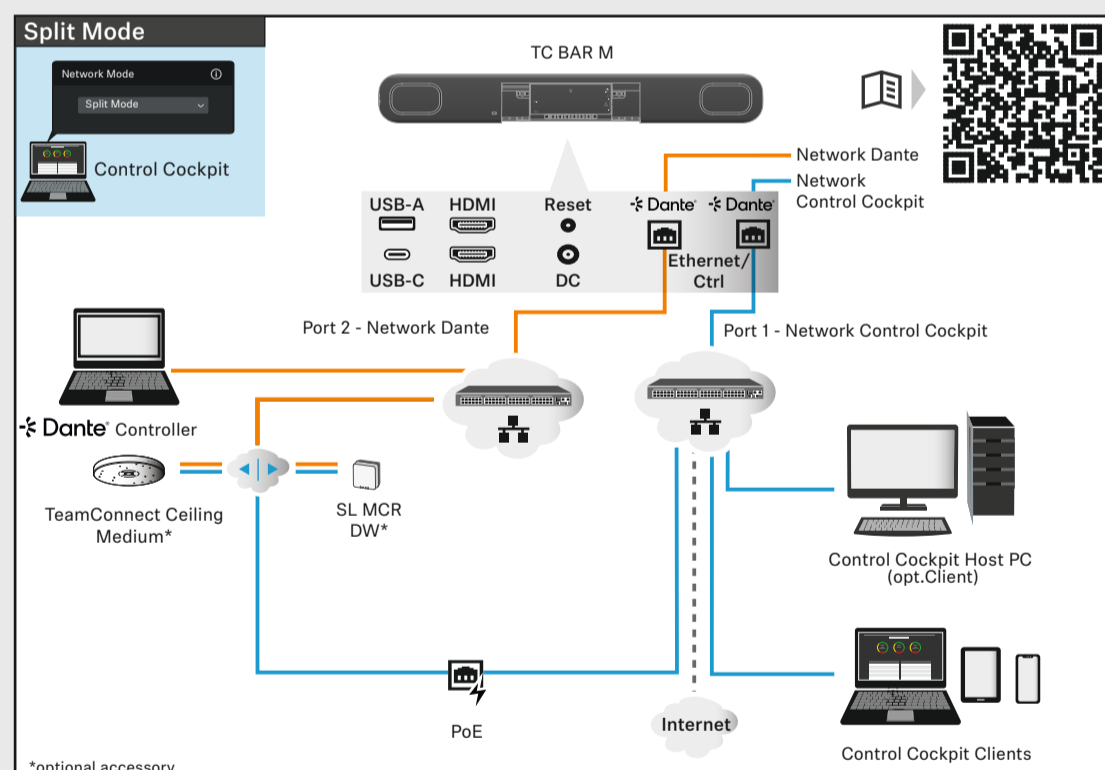 Split Mode
Network Mode
Split Mode
Control Cockpit
TC BAR M
Network Dante
Network
Control Cockpit
USB-A
HDMI
Reset
Dante®
Dante®
USB-C
HDMI
DC
Ethernet/
Ctrl
Port 2 - Network Dante
Port 1 - Network Control Cockpit
Dante® Controller
TeamConnect Ceiling
Medium*
SL MCR
DW*
Control Cockpit Host PC
(opt.Client)
PoE
Internet
Control Cockpit Clients
*optional accessory